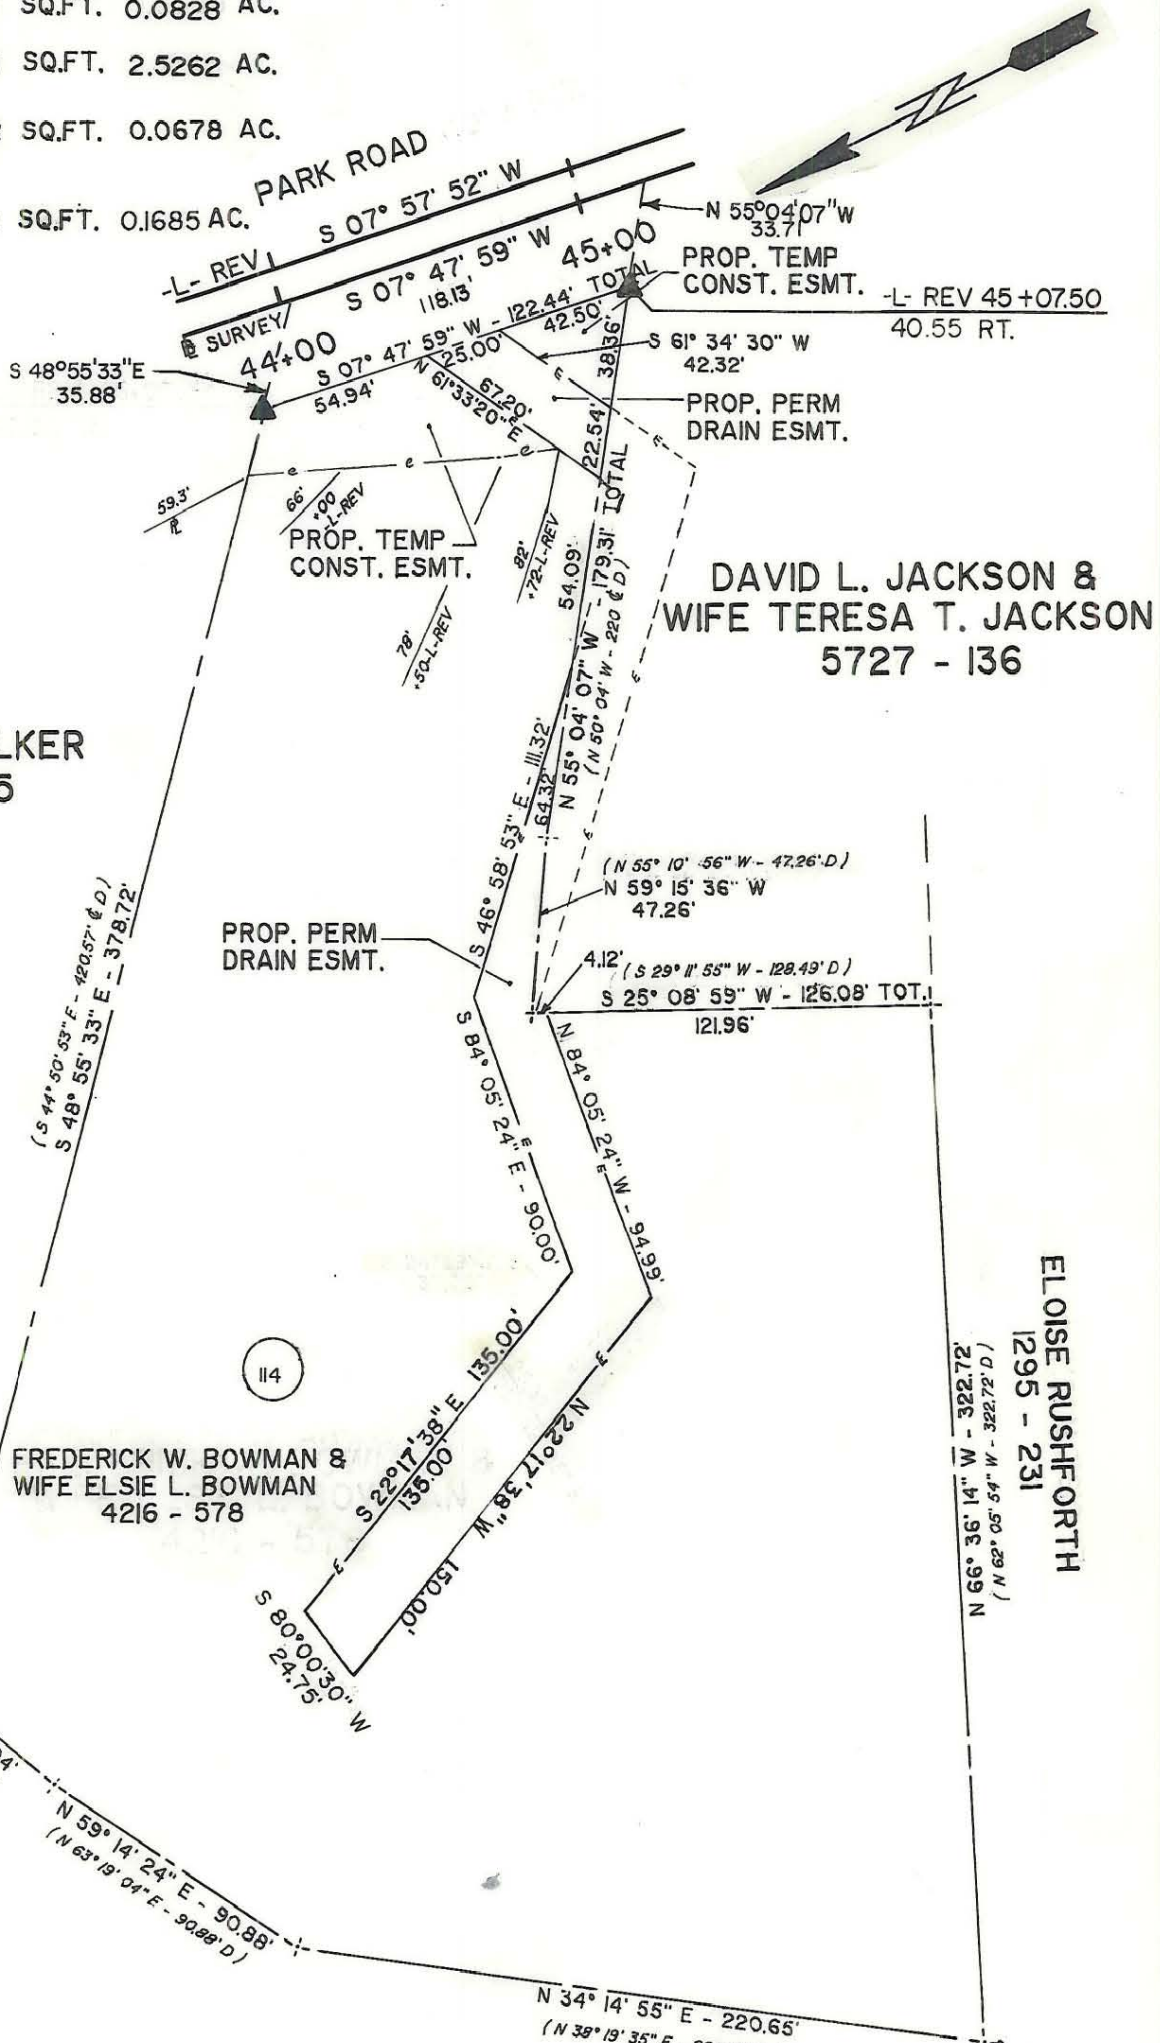 SQ.FT. 0.0828 AC.
SQ.FT. 2.5262 AC.
SQ.FT. 0.0678 AC.
SQ.FT. 0.1685 AC.
PARK ROAD
S 07° 57' 52" W
-L- REV
S 07° 47' 59" W
118.13'
45+00
SURVEY
44+00
N 55°04'07"W
33.71'
PROP. TEMP
CONST. ESMT.
-L- REV 45+07.50
40.55 RT.
S 48°55'33"E
35.88'
S 07° 47' 59" W - 122.44' TOTAL
54.94'
25.00'
42.50'
38.36'
S 61° 34' 30" W
42.32'
N 61°33'20" E
67.20'
PROP. PERM
DRAIN ESMT.
22.54'
e
e
e
E
E
59.3'
66'
+00
-L-REV
PROP. TEMP
CONST. ESMT.
82'
+72-L-REV
78'
+50-L-REV
54.09'
N 55° 04' 07" W - 179.31' TOTAL
(N 50° 04' W - 220 ₵ D)
DAVID L. JACKSON &
WIFE TERESA T. JACKSON
5727 - 136
LKER
5
S 46° 58' 53" E - 111.32'
64.32'
(N 55° 10' 56" W - 47.26' D)
N 59° 15' 36" W
47.26'
PROP. PERM
DRAIN ESMT.
4.12'
(S 29° 11' 55" W - 128.49' D)
S 25° 08' 59" W - 126.08' TOT.
121.96'
(S 44° 50' 53" E - 420.57' ₵ D)
S 48° 55' 33" E - 378.72'
S 84° 05' 24" E - 90.00'
N 84° 05' 24" W - 94.99'
ELOISE RUSHFORTH
1295 - 231
N 66° 36' 14" W - 322.72'
(N 62° 05' 54" W - 322.72' D)
114
FREDERICK W. BOWMAN &
WIFE ELSIE L. BOWMAN
4216 - 578
S 22°17'38" E 135.00'
135.00'
N 22°17'38" W 150.00'
S 80°00'30" W
24.75'
N 59° 14' 24" E - 90.88'
(N 63° 19' 04" E - 90.88' D)
N 34° 14' 55" E - 220.65'
(N 38° 19' 35" E